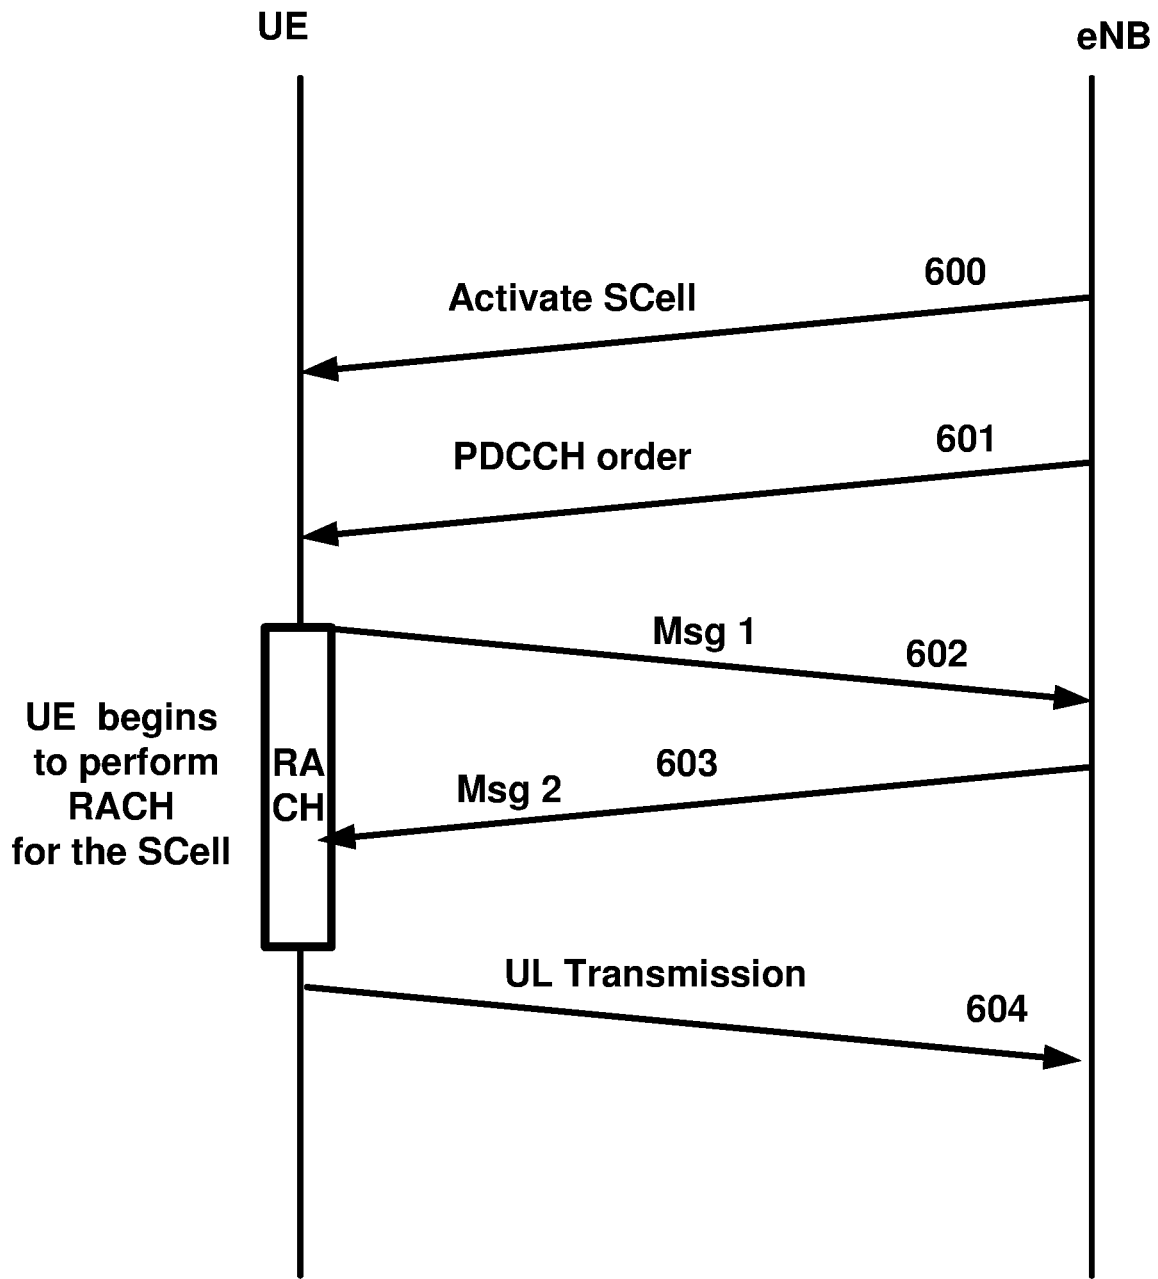 UE
eNB
600
Activate SCell
601
PDCCH order
Msg 1
602
UE begins
to perform
RACH
for the SCell
RA
CH
603
Msg 2
UL Transmission
604